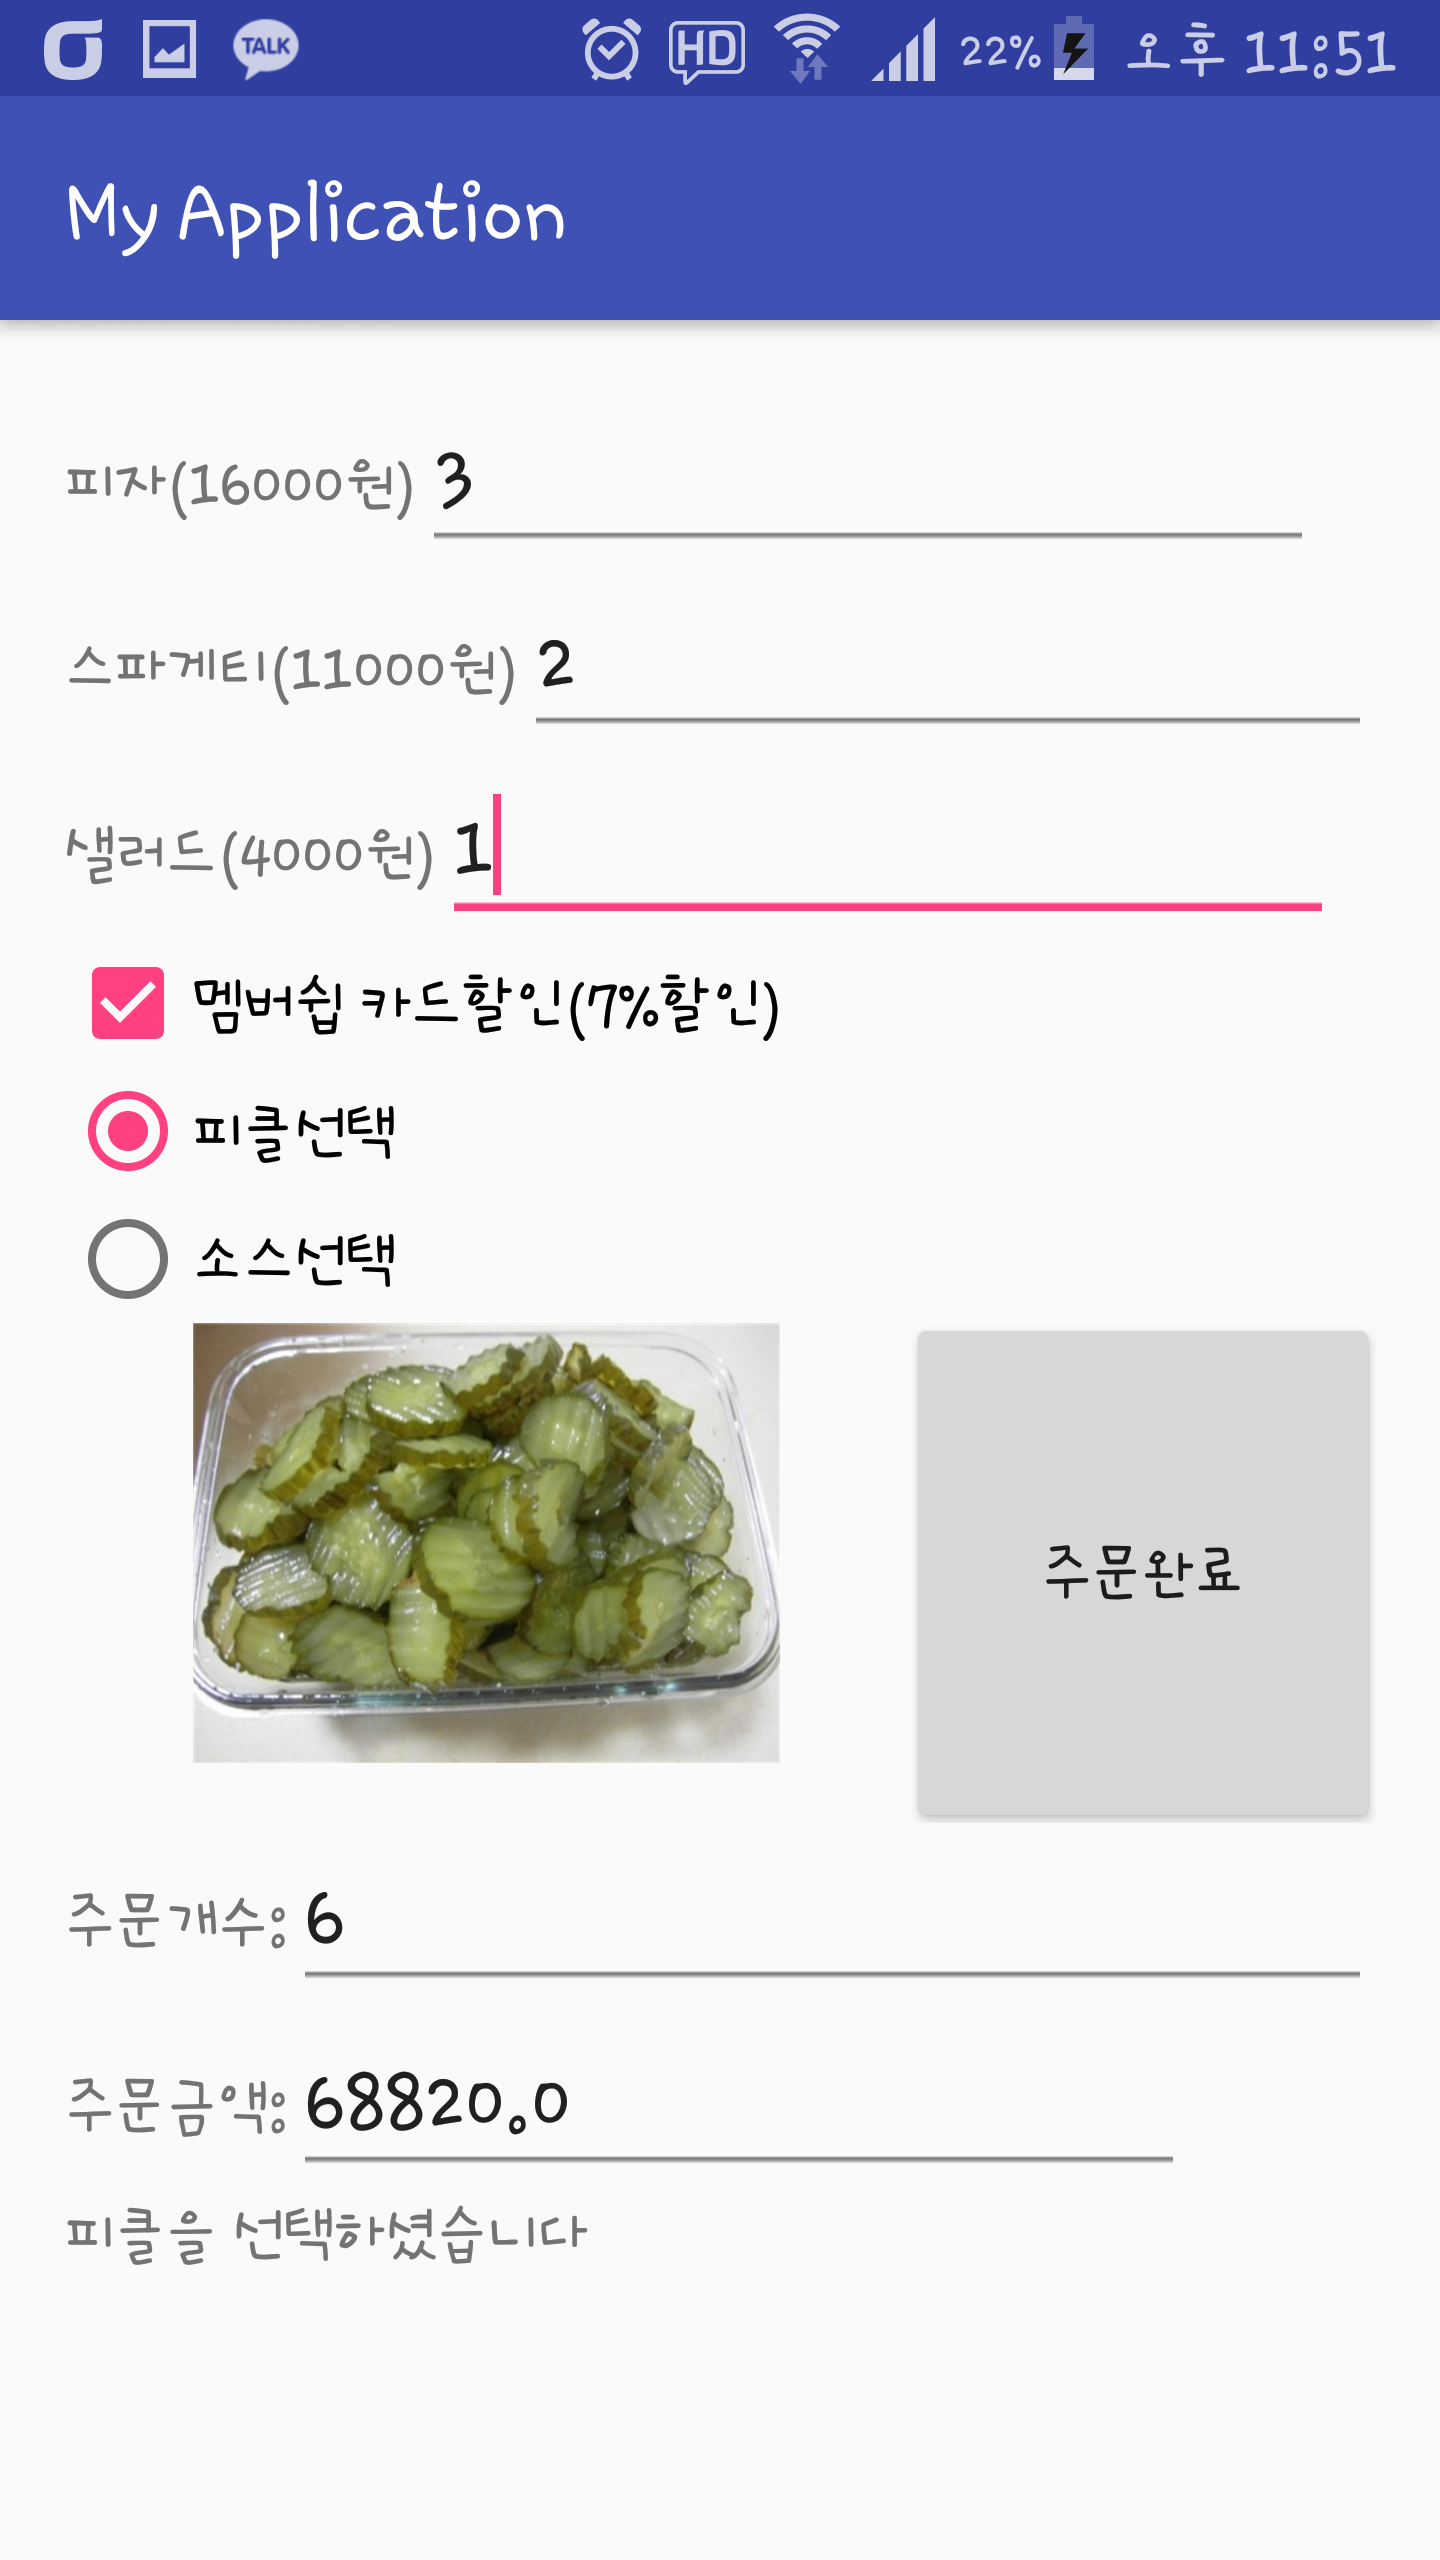 TALK HD 22% 오후 11:51
My Application
피자(16000원) 3
스파게티(11000원) 2
샐러드(4000원) 1
멤버쉽 카드할인(7%할인)
피클선택
소스선택
주문완료
주문개수: 6
주문금액: 68820.0
피클을 선택하셨습니다